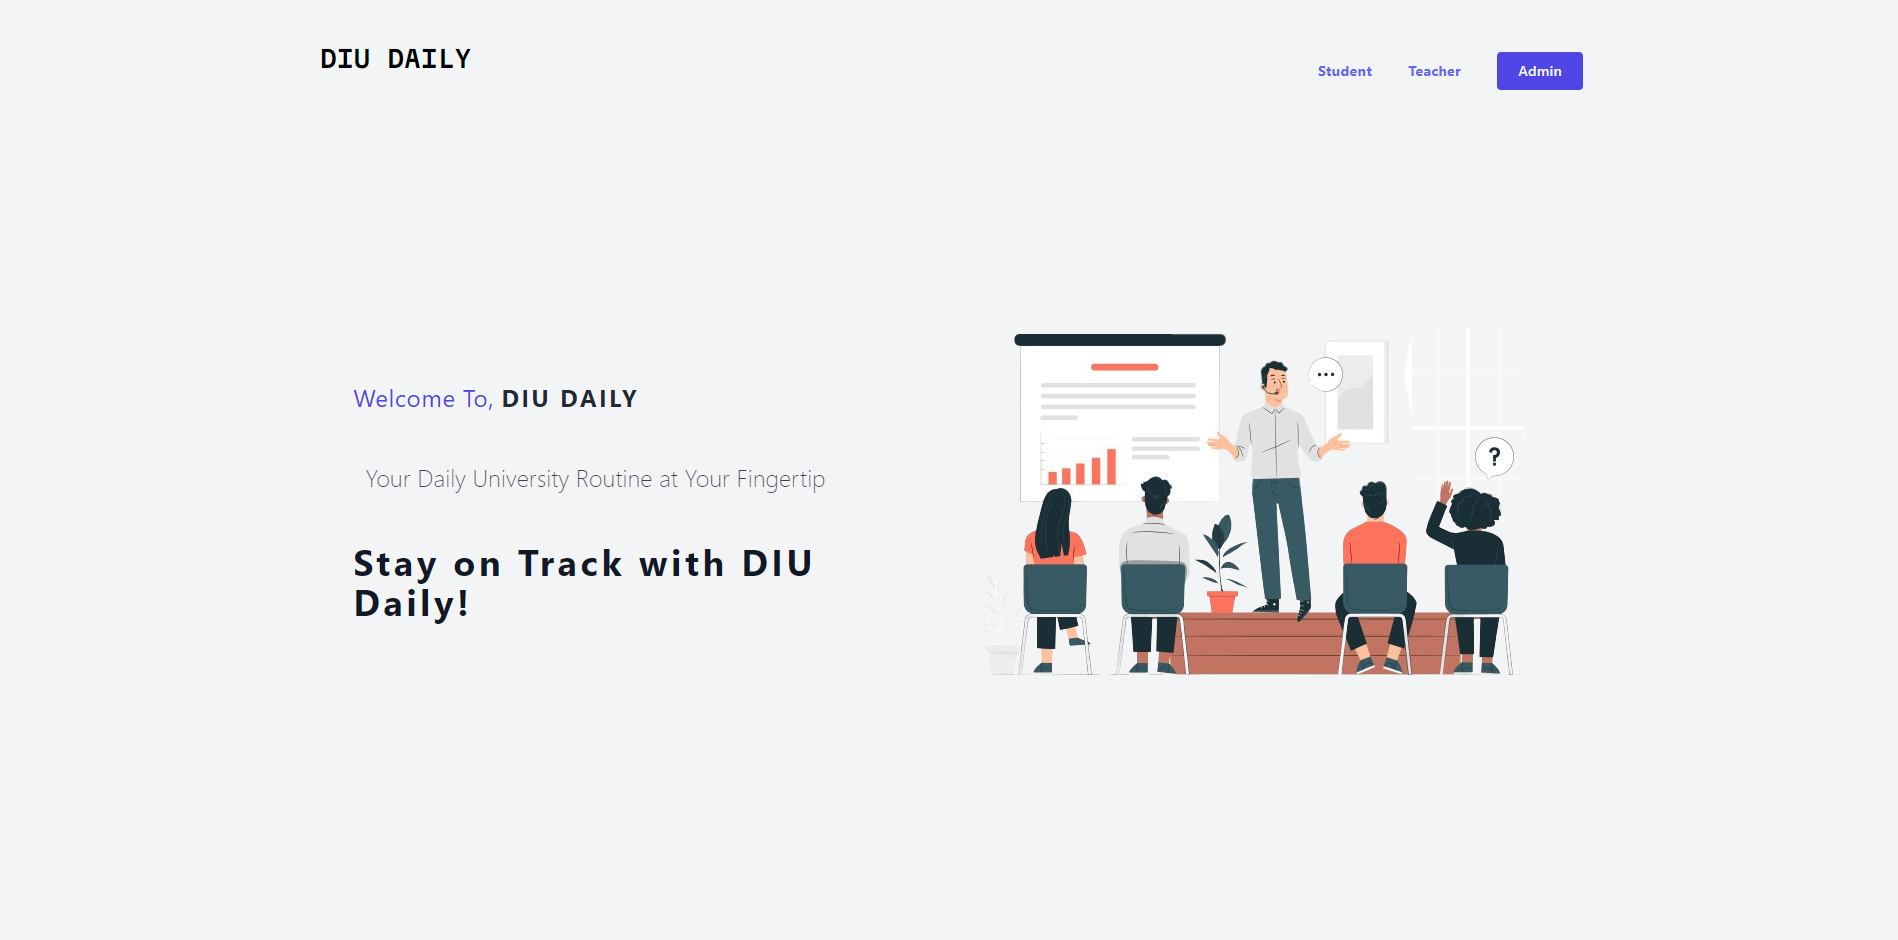 DIU DAILY
Student Teacher Admin
Welcome To, DIU DAILY
Your Daily University Routine at Your Fingertip
Stay on Track with DIU
Daily!
?